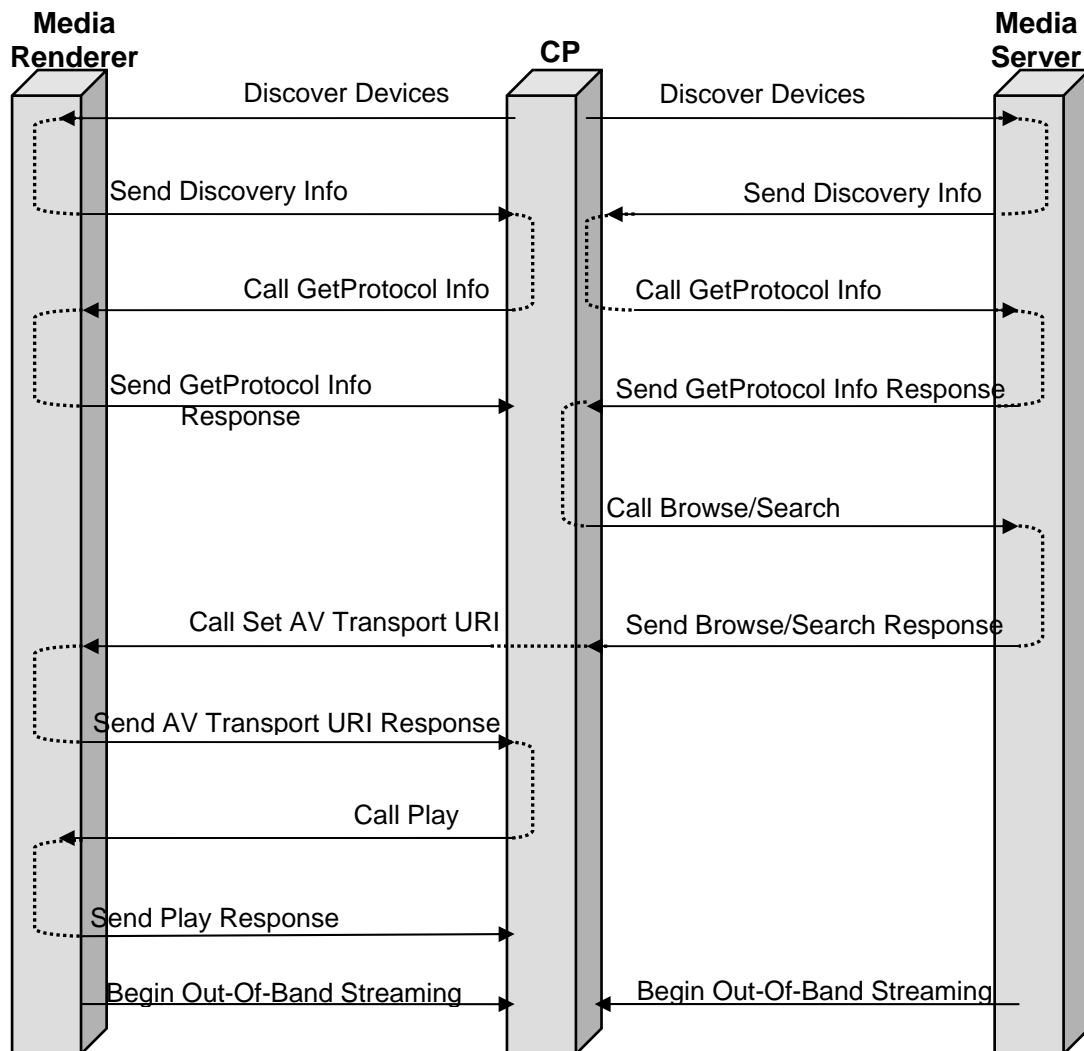 Media
Renderer
CP
Media
Server
Discover Devices
Discover Devices
Send Discovery Info
Send Discovery Info
Call GetProtocol Info
Call GetProtocol Info
Send GetProtocol Info
Response
Send GetProtocol Info Response
Call Browse/Search
Call Set AV Transport URI
Send Browse/Search Response
Send AV Transport URI Response
Call Play
Send Play Response
Begin Out-Of-Band Streaming
Begin Out-Of-Band Streaming